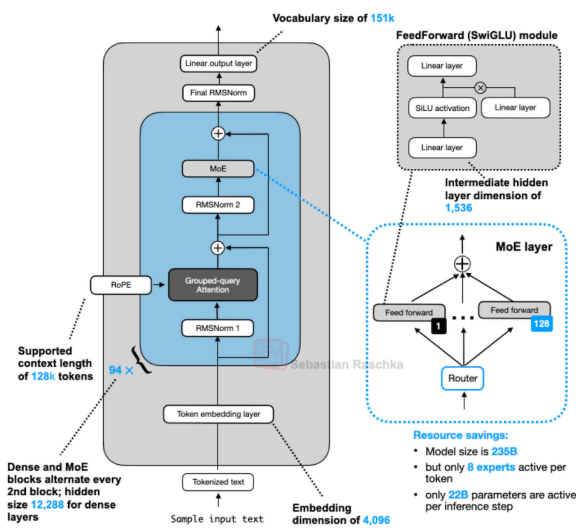 Vocabulary size of 151k
Linear output layer
Final RMSNorm
MoE
RMSNorm 2
RoPE
Grouped-query
Attention
RMSNorm 1
Supported
context length
of 128k tokens
94 ×
{
Sebastian Raschka
Token embedding layer
Dense and MoE
blocks alternate every
2nd block; hidden
size 12,288 for dense
layers
Tokenized text
Sample input text
Embedding
dimension of 4,096
FeedForward (SwiGLU) module
Linear layer
SiLU activation
Linear layer
Linear layer
Intermediate hidden
layer dimension of
1,536
MoE layer
Feed forward
1
...
Feed forward
128
Router
Resource savings:
• Model size is 235B
• but only 8 experts active per
token
• only 22B parameters are active
per inference step